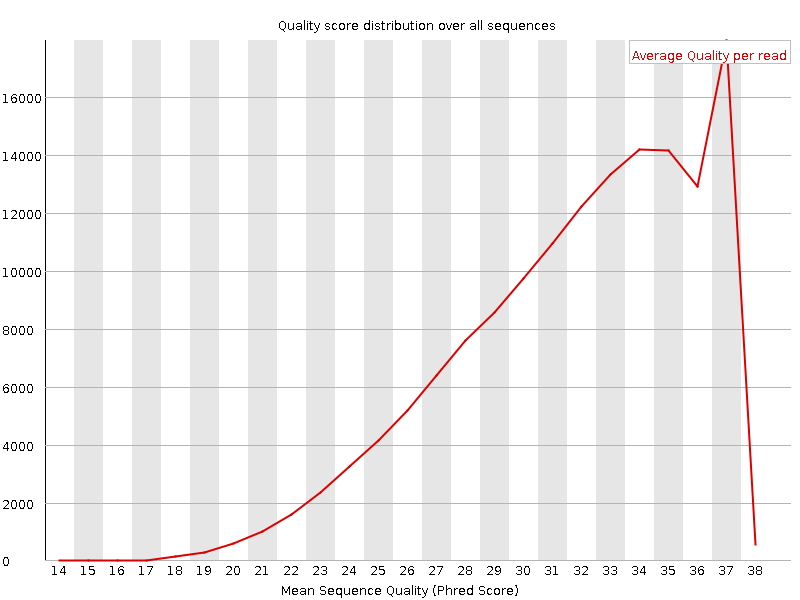 Quality score distribution over all sequences
Average Quality per read
16000
14000
12000
10000
8000
6000
4000
2000
0
14 15 16 17 18 19 20 21 22 23 24 25 26 27 28 29 30 31 32 33 34 35 36 37 38
Mean Sequence Quality (Phred Score)